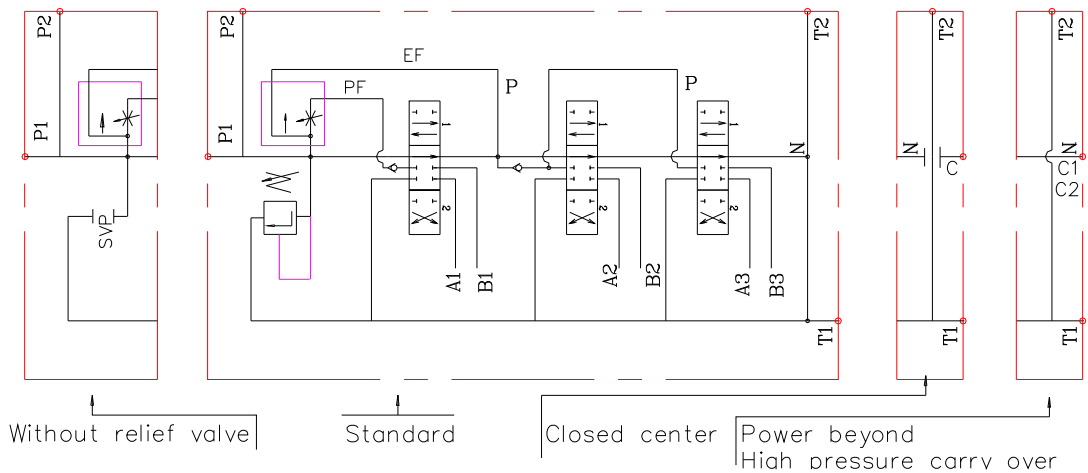 P2
P1
SVP
P2
P1
EF
PF
P
P
1
2
1
2
1
2
A1
B1
A2
B2
A3
B3
T2
N
T1
T2
N
C
T1
T2
N
C1
C2
T1
Without relief valve
Standard
Closed center
Power beyond
High pressure carry over